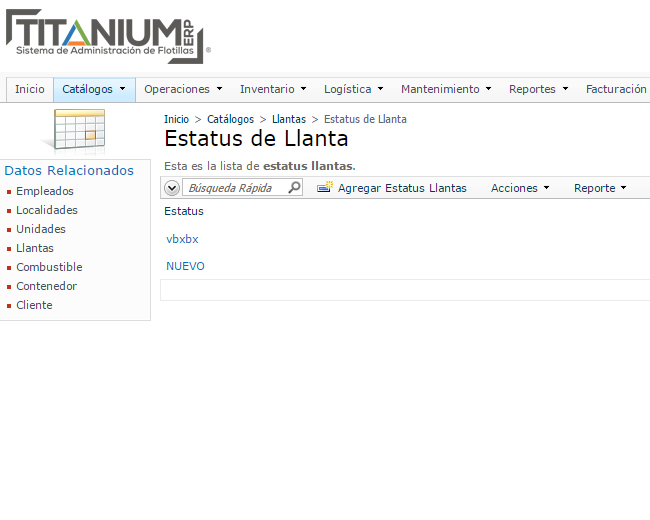 TITANIUM ERP
Sistema de Administración de Flotillas ®
Inicio Catálogos Operaciones Inventario Logística Mantenimiento Reportes Facturación
Inicio > Catálogos > Llantas > Estatus de Llanta
Estatus de Llanta
Datos Relacionados
Empleados
Localidades
Unidades
Llantas
Combustible
Contenedor
Cliente
Esta es la lista de estatus llantas.
Búsqueda Rápida Agregar Estatus Llantas Acciones Reporte
Estatus
vbxbx
NUEVO